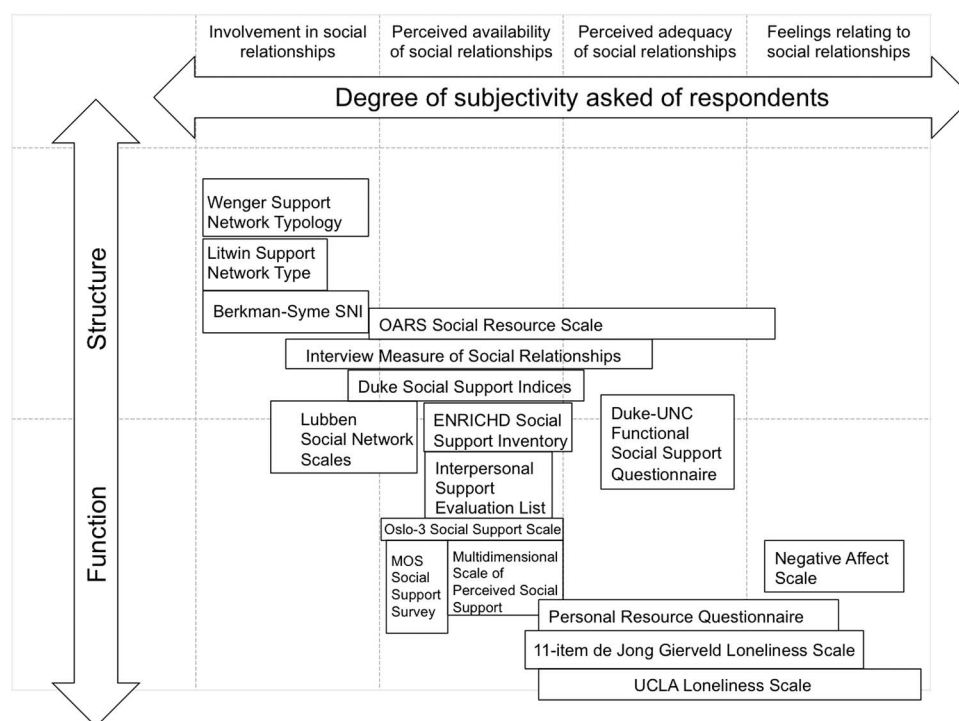 Involvement in social
relationships
Perceived availability
of social relationships
Perceived adequacy
of social relationships
Feelings relating to
social relationships
Degree of subjectivity asked of respondents
Structure
Function
Wenger Support
Network Typology
Litwin Support
Network Type
Berkman-Syme SNI
OARS Social Resource Scale
Interview Measure of Social Relationships
Duke Social Support Indices
Lubben
Social Network
Scales
ENRICHD Social
Support Inventory
Duke-UNC
Functional
Social Support
Questionnaire
Interpersonal
Support
Evaluation List
Oslo-3 Social Support Scale
MOS
Social
Support
Survey
Multidimensional
Scale of
Perceived Social
Support
Negative Affect
Scale
Personal Resource Questionnaire
11-item de Jong Gierveld Loneliness Scale
UCLA Loneliness Scale